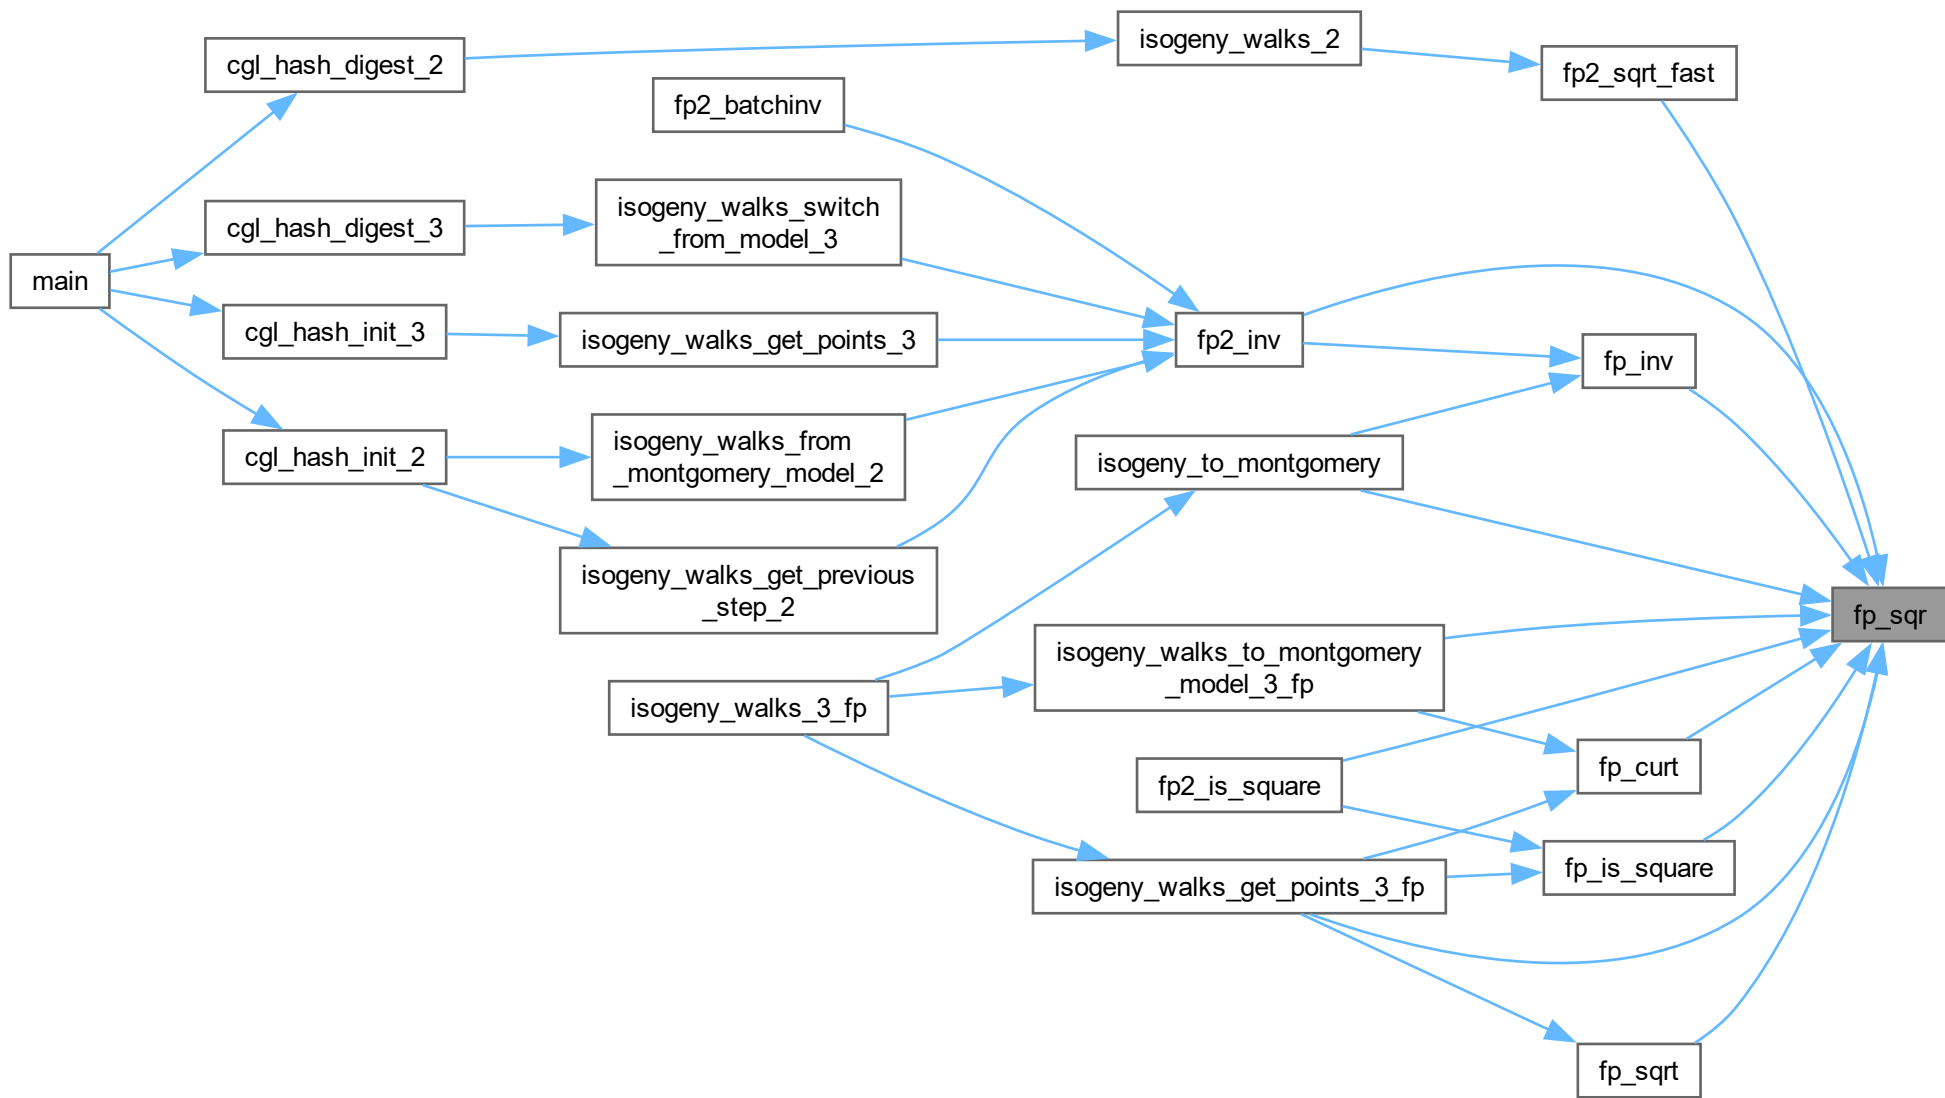 isogeny_walks_2
cgl_hash_digest_2
fp2_sqrt_fast
fp2_batchinv
isogeny_walks_switch
_from_model_3
cgl_hash_digest_3
main
cgl_hash_init_3
isogeny_walks_get_points_3
fp2_inv
fp_inv
isogeny_walks_from
_montgomery_model_2
cgl_hash_init_2
isogeny_to_montgomery
isogeny_walks_get_previous
_step_2
fp_sqr
isogeny_walks_to_montgomery
_model_3_fp
isogeny_walks_3_fp
fp_curt
fp2_is_square
fp_is_square
isogeny_walks_get_points_3_fp
fp_sqrt